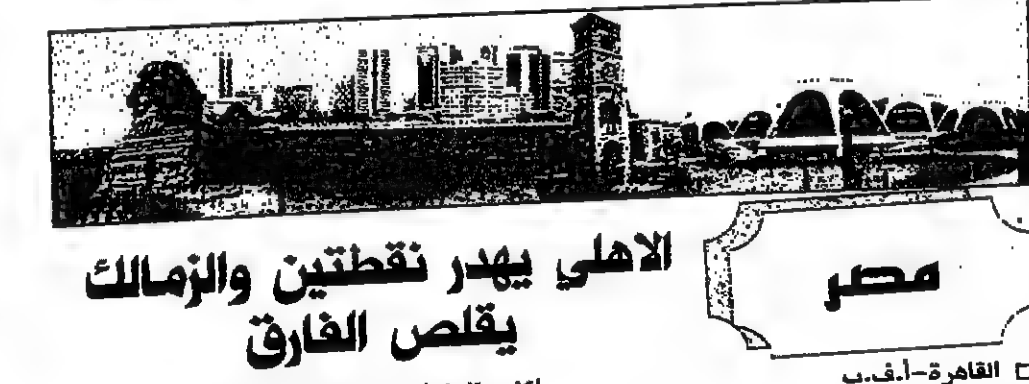 مصر
الاهلي يهدر نقطتين والزمالك
يقلص الفارق
القاهرة-أ.ف.ب